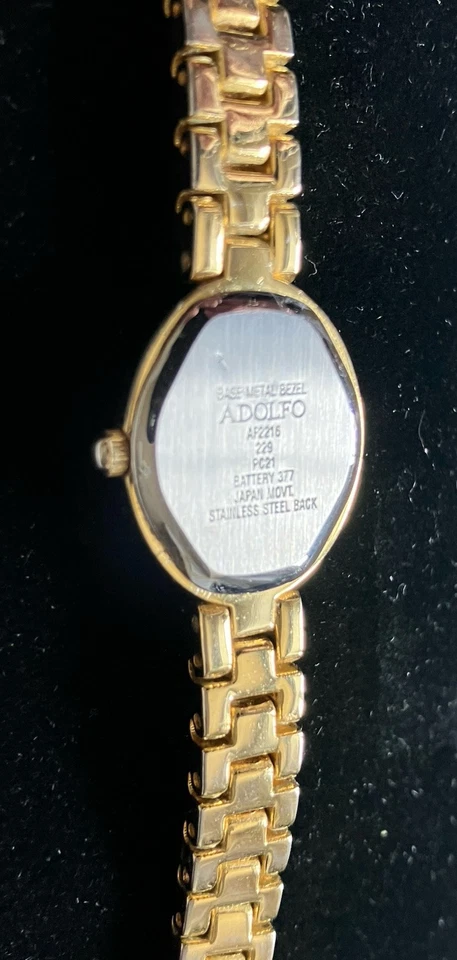 BASE METAL BEZEL
ADOLFO
AF2216
229
PC21
BATTERY 377
JAPAN MOVT.
STAINLESS STEEL BACK